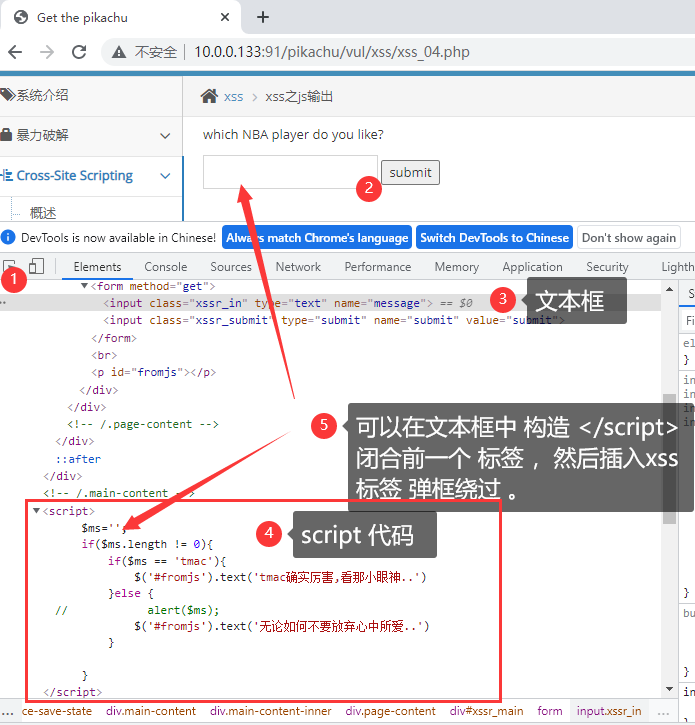 Get the pikachu
不安全 | 10.0.0.133:91/pikachu/vul/xss/xss_04.php
系统介绍
xss > xss之js输出
暴力破解
which NBA player do you like?
Cross-Site Scripting
submit
2
概述
DevTools is now available in Chinese! Always match Chrome's language Switch DevTools to Chinese Don't show again
1
Elements Console Sources Network Performance Memory Application Security Lighth
<form method="get">
<input class="xssr_in" type="text" name="message"> == $0
3 文本框
<input class="xssr_submit" type="submit" name="submit" value="submit">
</form>
<br>
<p id="fromjs"></p>
</div>
</div>
<!-- /.page-content -->
</div>
::after
</div>
<!-- /.main-content -->
5 可以在文本框中 构造 </script>
闭合前一个 标签 ，然后插入xss
标签 弹框绕过 。
<script>
$ms='';
if($ms.length != 0){
4 script 代码
if($ms == 'tmac'){
$('#fromjs').text('tmac确实厉害,看那小眼神..')
}else {
// alert($ms);
$('#fromjs').text('无论如何不要放弃心中所爱..')
}
}
</script>
... ce-save-state div.main-content div.main-content-inner div.page-content div#xssr_main form input.xssr_in ...
S
Fi
el
}
in
in
in
in
}
bu
}
in